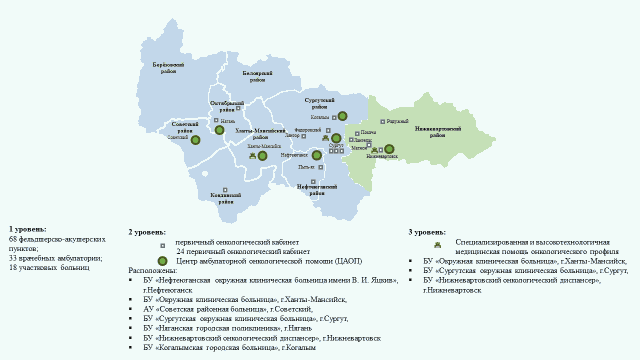 Берёзовский
район
Белоярский
район
Октябрьский
район
Сургутский
район
Когалым
Советский
район
Советский
Нягань
Ханты-Мансийский
район
Ханты-Мансийск
Лянтор
Федоровский
Сургут
Нефтеюганск
Пыть-ях
Нефтеюганский
район
Кондинский
район
Радужный
Покачи
Лангепас
Мегион
Нижневартовск
Нижневартовский
район
1 уровень:
68 фельдшерско-акушерских
пунктов;
33 врачебных амбулатории;
18 участковых больниц
2 уровень:
первичный онкологический кабинет
24 первичный онкологический кабинет
Центр амбулаторной онкологической помощи (ЦАОП)
Расположены:
▪ БУ «Нефтеюганская окружная клиническая больница имени В. И. Яцкив»,
г.Нефтеюганск
▪ БУ «Окружная клиническая больница», г.Ханты-Мансийск,
▪ АУ «Советская районная больница», г.Советский,
▪ БУ «Сургутская окружная клиническая больница», г.Сургут,
▪ БУ «Няганская городская поликлиника», г.Нягань
▪ БУ «Нижневартовский онкологический диспансер», г.Нижневартовск
▪ БУ «Когалымская городская больница», г.Когалым
3 уровень:
Специализированная и высокотехнологичная
медицинская помощь онкологического профиля
▪ БУ «Окружная клиническая больница», г.Ханты-Мансийск,
▪ БУ «Сургутская окружная клиническая больница», г.Сургут,
▪ БУ «Нижневартовский онкологический диспансер»,
г.Нижневартовск